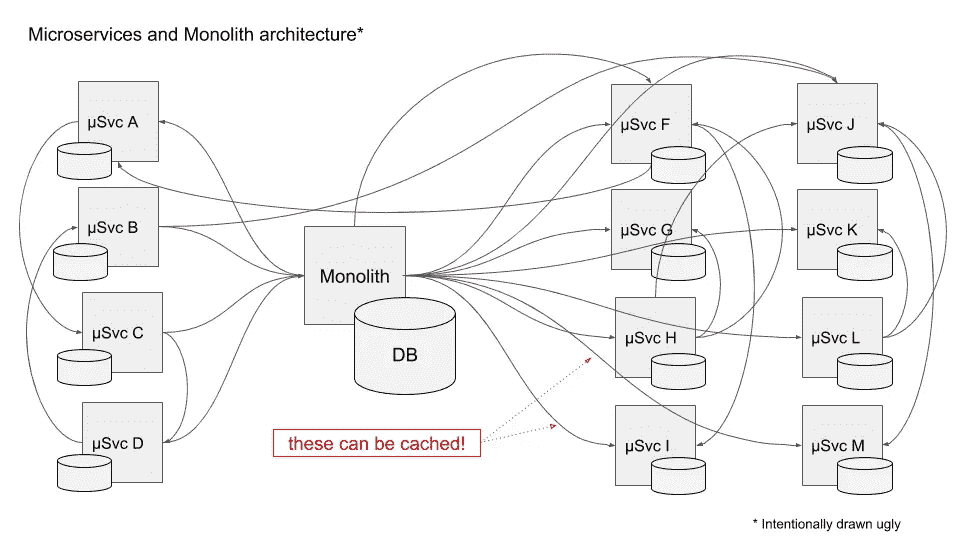 Microservices and Monolith architecture*
µSvc A
µSvc B
µSvc C
µSvc D
Monolith
DB
these can be cached!
µSvc F
µSvc G
µSvc H
µSvc I
µSvc J
µSvc K
µSvc L
µSvc M
* Intentionally drawn ugly